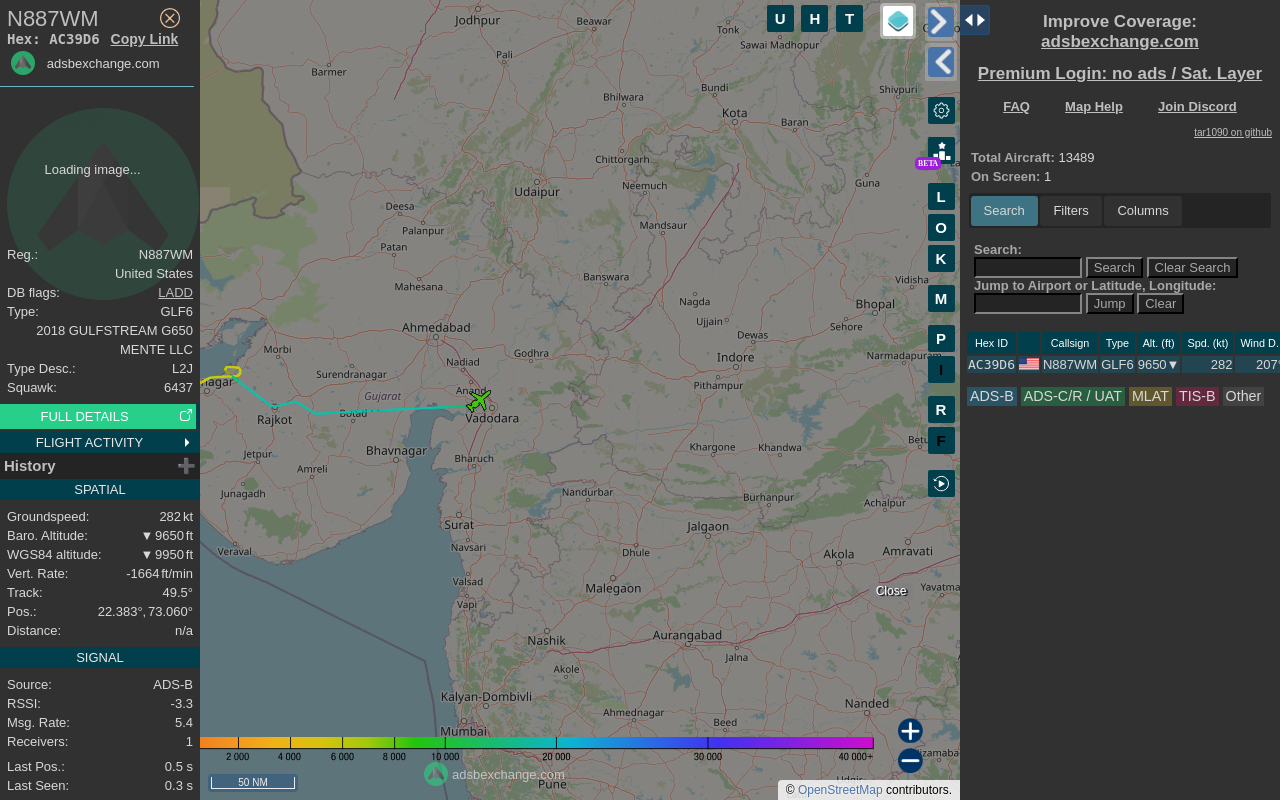 N887WM
Hex: AC39D6 Copy Link
adsbexchange.com
Loading image...
Reg.: N887WM
United States
DB flags: LADD
Type: GLF6
2018 GULFSTREAM G650
MENTE LLC
Type Desc.: L2J
Squawk: 6437
FULL DETAILS
FLIGHT ACTIVITY
History
SPATIAL
Groundspeed: 282 kt
Baro. Altitude: ▼ 9650 ft
WGS84 altitude: ▼ 9950 ft
Vert. Rate: -1664 ft/min
Track: 49.5°
Pos.: 22.383°, 73.060°
Distance: n/a
SIGNAL
Source: ADS-B
RSSI: -3.3
Msg. Rate: 5.4
Receivers: 1
Last Pos.: 0.5 s
Last Seen: 0.3 s
U H T
Jodhpur
Beawar
Tonk
Sawai Madhopur
Pali
Barmer
Bhilwara
Bundi
Shivpuri
Kota
Baran
BETA
Chittorgarh
Neemuch
Guna
Udaipur
Deesa
Palanpur
Mandsaur
Patan
Banswara
Mahesana
Vidisha
Nagda
Bhopal
Ujjain
Sehore
Ahmedabad
Dewas
Morbi
Godhra
Indore
Narmadapuram
Nadiad
Surendranagar
Pithampur
nagar
Anand
Gujarat
Botad
Vadodara
Rajkot
Betu
Jetpur
Bhavnagar
Khargone
Khandwa
Bharuch
Amreli
Junagadh
Nandurbar
Burhanpur
Achalpur
Surat
Jalgaon
Veraval
Navsari
Dhule
Akola
Amravati
Valsad
Malegaon
Close
Yavatma
Vapi
Nashik
Aurangabad
Jalna
Akole
Kalyan-Dombivli
Nanded
Ahmednagar
Beed
Mumbai
Nizamaba
Pune
Udgir
L
O
K
M
P
I
R
F
2 000 4 000 6 000 8 000 10 000 20 000 30 000 40 000+
50 NM
adsbexchange.com
© OpenStreetMap contributors.
Improve Coverage:
adsbexchange.com
Premium Login: no ads / Sat. Layer
FAQ Map Help Join Discord
tar1090 on github
Total Aircraft: 13489
On Screen: 1
Search Filters Columns
Search:
Search Clear Search
Jump to Airport or Latitude, Longitude:
Jump Clear
Hex ID Callsign Type Alt. (ft) Spd. (kt) Wind D.
AC39D6 N887WM GLF6 9650▼ 282 207°
ADS-B ADS-C/R / UAT MLAT TIS-B Other